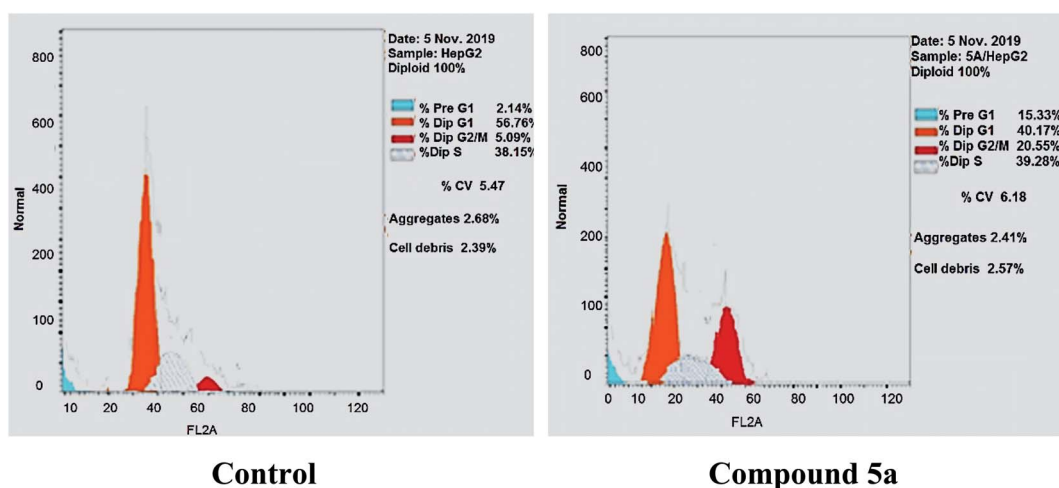 Date: 5 Nov. 2019
Sample: HepG2
Diploid 100%
% Pre G1 2.14%
% Dip G1 56.76%
% Dip G2/M 5.09%
%Dip S 38.15%
% CV 5.47
Aggregates 2.68%
Cell debris 2.39%
Normal
800
600
400
200
100
0
10 20 40 60 80 100 120
FL2A
Control
Date: 5 Nov. 2019
Sample: 5A/HepG2
Diploid 100%
% Pre G1 15.33%
% Dip G1 40.17%
% Dip G2/M 20.55%
%Dip S 39.28%
% CV 6.18
Aggregates 2.41%
Cell debris 2.57%
Normal
800
600
400
200
100
0
0 10 20 40 60 80 100 120
FL2A
Compound 5a